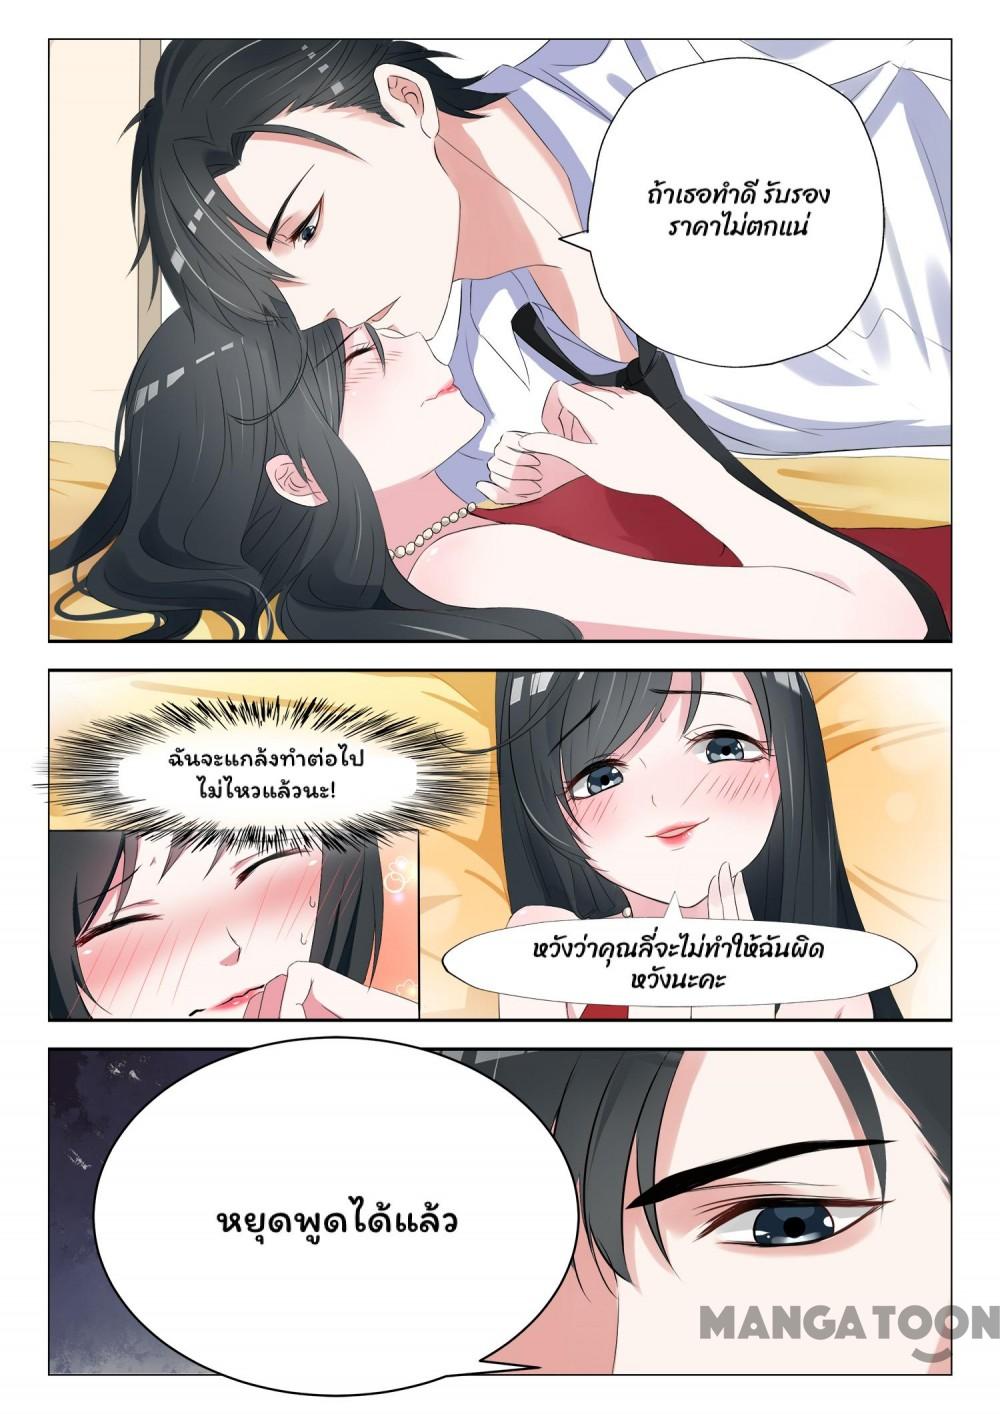 ถ้าเธอทำดี รับรอง
ราคาไม่ตกแน่
ฉันจะแกล้งทำต่อไป
ไม่ไหวแล้วนะ!
หวังว่าคุณลี่จะไม่ทำให้ฉันผิด
หวังนะคะ
หยุดพูดได้แล้ว
MANGATOON